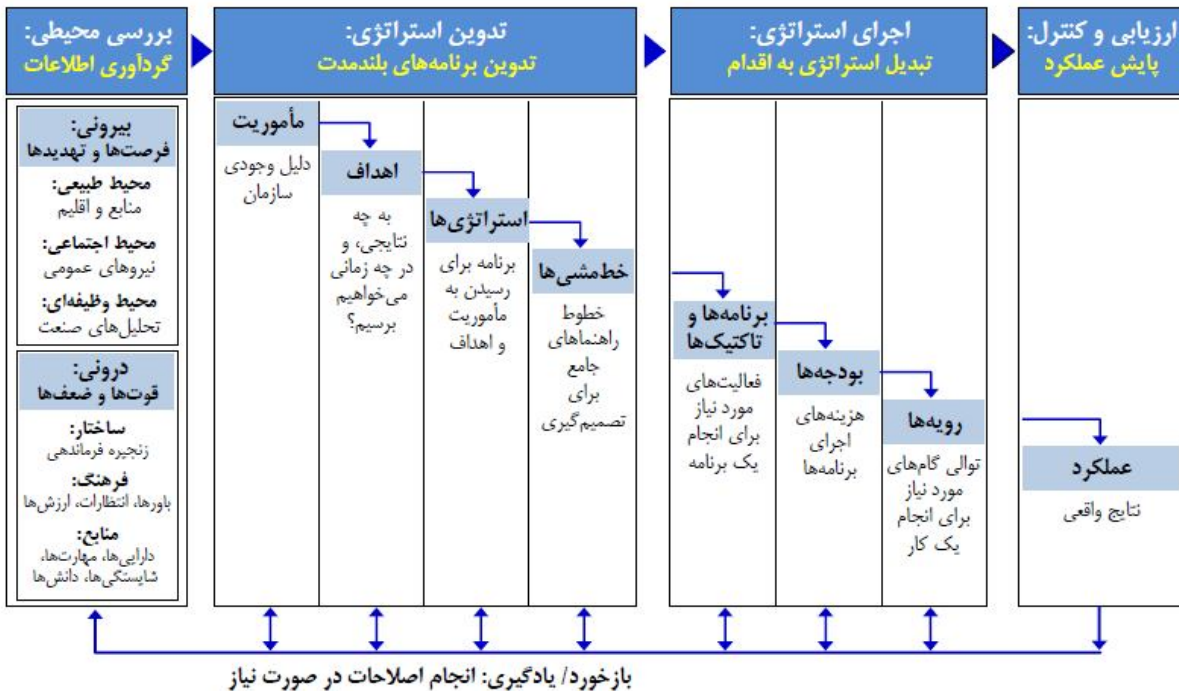 بررسی محیطی:
گردآوری اطلاعات
بیرونی:
فرصت‌ها و تهدیدها
محیط طبیعی:
منابع و اقلیم
محیط اجتماعی:
نیروهای عمومی
محیط وظیفه‌ای:
تحلیل‌های صنعت
درونی:
قوت‌ها و ضعف‌ها
ساختار:
زنجیره فرماندهی
فرهنگ:
باورها، انتظارات، ارزش‌ها
منابع:
دارایی‌ها، مهارت‌ها،
شایستگی‌ها، دانش‌ها
تدوین استراتژی:
تدوین برنامه‌های بلندمدت
مأموریت
دلیل وجودی
سازمان
اهداف
به چه
نتایجی، و
در چه زمانی
می‌خواهیم
برسیم؟
استراتژی‌ها
برنامه برای
رسیدن به
مأموریت
و اهداف
خط‌مشی‌ها
خطوط
راهنماهای
جامع
برای
تصمیم‌گیری
اجرای استراتژی:
تبدیل استراتژی به اقدام
برنامه‌ها و
تاکتیک‌ها
فعالیت‌های
مورد نیاز
برای انجام
یک برنامه
بودجه‌ها
هزینه‌های
اجرای
برنامه‌ها
رویه‌ها
توالی گام‌های
مورد نیاز
برای انجام
یک کار
ارزیابی و کنترل:
پایش عملکرد
عملکرد
نتایج واقعی
بازخورد/ یادگیری: انجام اصلاحات در صورت نیاز